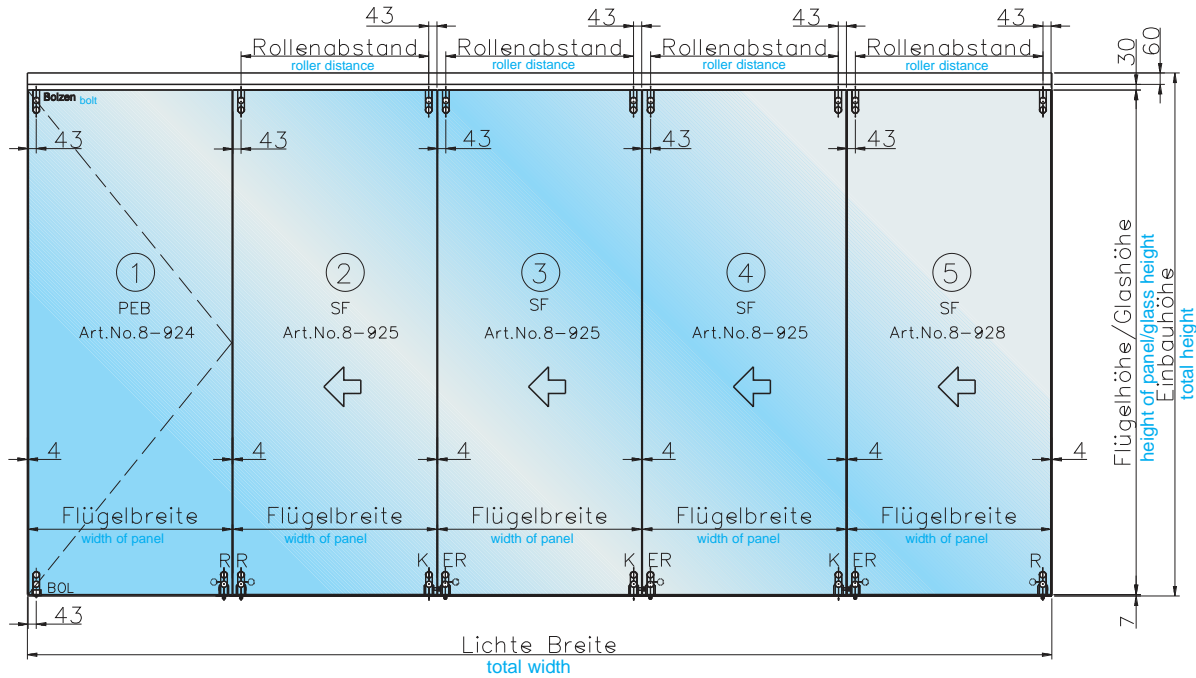 43 43 43 43
Rollenabstand Rollenabstand Rollenabstand Rollenabstand
roller distance roller distance roller distance roller distance
30 60
Bolzen bolt
43 43 43 43 43
1 2 3 4 5
PEB SF SF SF SF
Art.No.8-924 Art.No.8-925 Art.No.8-925 Art.No.8-925 Art.No.8-928
Flügelhöhe/Glashöhe
height of panel/glass height
Einbauhöhe
total height
4 4 4 4 4 4
Flügelbreite Flügelbreite Flügelbreite Flügelbreite Flügelbreite
width of panel width of panel width of panel width of panel width of panel
R R K ER K ER K ER R
BOL
43 7
Lichte Breite
total width